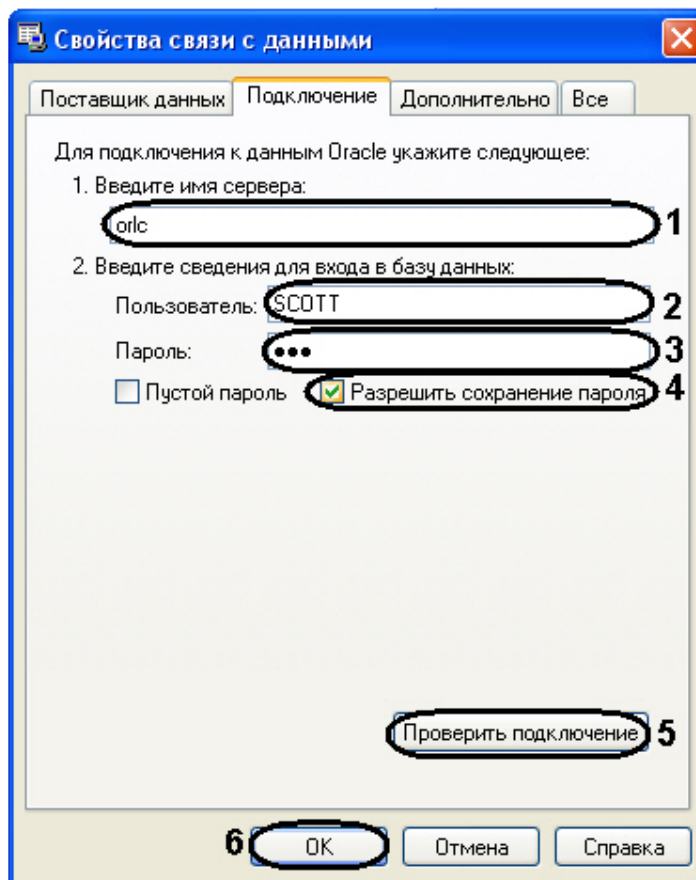 Свойства связи с данными
Поставщик данных Подключение Дополнительно Все
Для подключения к данным Oracle укажите следующее:
1. Введите имя сервера:
orlc 1
2. Введите сведения для входа в базу данных:
Пользователь: SCOTT 2
Пароль: ●●● 3
Пустой пароль Разрешить сохранение пароля 4
Проверить подключение 5
6 OK Отмена Справка